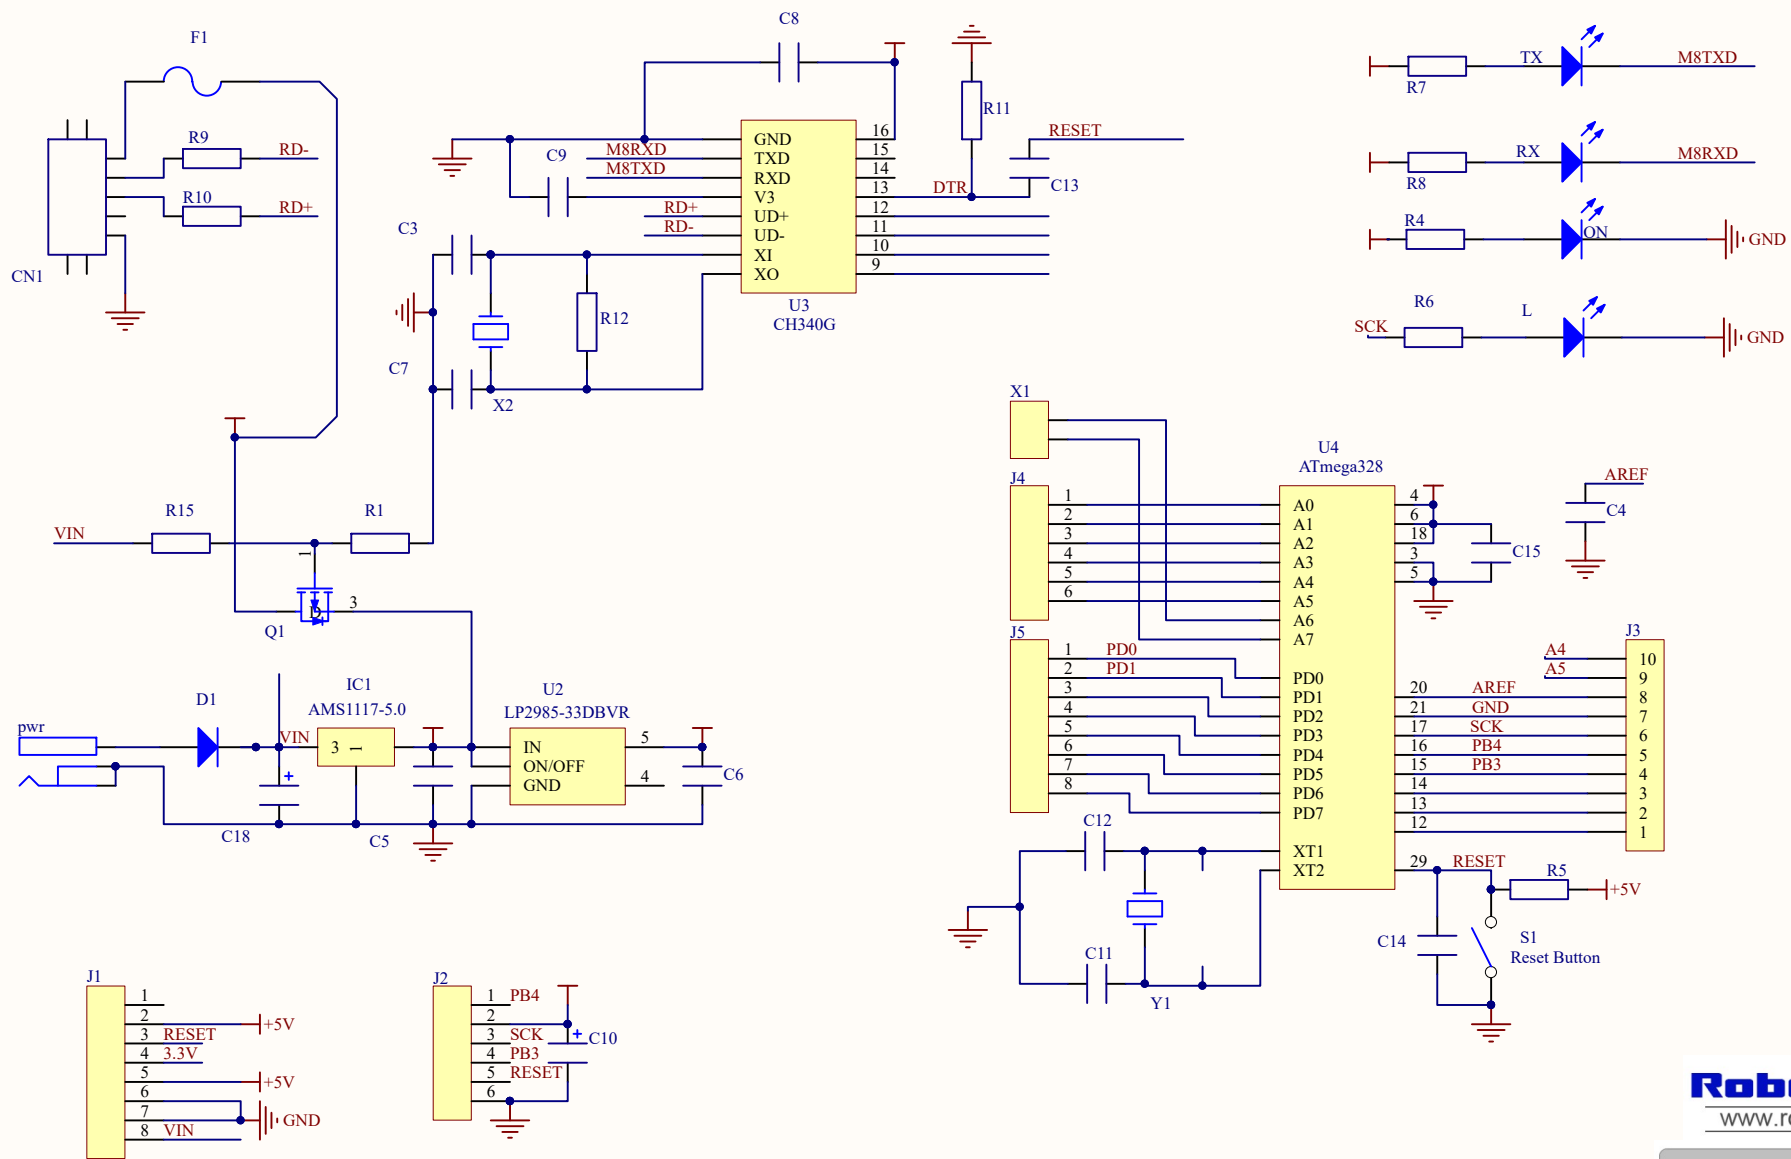 F1
R9
RD-
R10
RD+
CN1
C8
GND
TXD
RXD
V3
UD+
UD-
XI
XO
16
15
14
13
12
11
10
9
U3
CH340G
M8RXD
M8TXD
C9
RD+
RD-
C3
C7
X2
R12
R11
DTR
RESET
C13
TX
R7
M8TXD
RX
R8
M8RXD
R4
ON
GND
R6
L
SCK
GND
VIN
R15
R1
1
D
3
Q1
pwr
D1
VIN
IC1
AMS1117-5.0
3 1
C18
C5
U2
LP2985-33DBVR
IN
ON/OFF
GND
5
4
C6
X1
J4
1
2
3
4
5
6
J5
1 PD0
2 PD1
3
4
5
6
7
8
U4
ATmega328
A0
A1
A2
A3
A4
A5
A6
A7
PD0
PD1
PD2
PD3
PD4
PD5
PD6
PD7
XT1
XT2
4
6
18
3
5
C15
AREF
C4
J3
A4 10
A5 9
20 AREF 8
21 GND 7
17 SCK 6
16 PB4 5
15 PB3 4
14 3
13 2
12 1
29 RESET
R5
+5V
C14
S1
Reset Button
C12
C11
Y1
J1
1
2 +5V
3 RESET
4 3.3V
5 +5V
6
7 GND
8 VIN
J2
1 PB4
2
3 SCK
4 PB3
5 RESET
6
+ C10